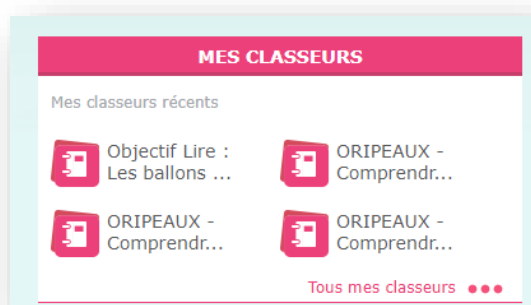 MES CLASSEURS
Mes classeurs récents
Objectif Lire :
Les ballons ...
ORIPEAUX -
Comprendr...
ORIPEAUX -
Comprendr...
ORIPEAUX -
Comprendr...
Tous mes classeurs